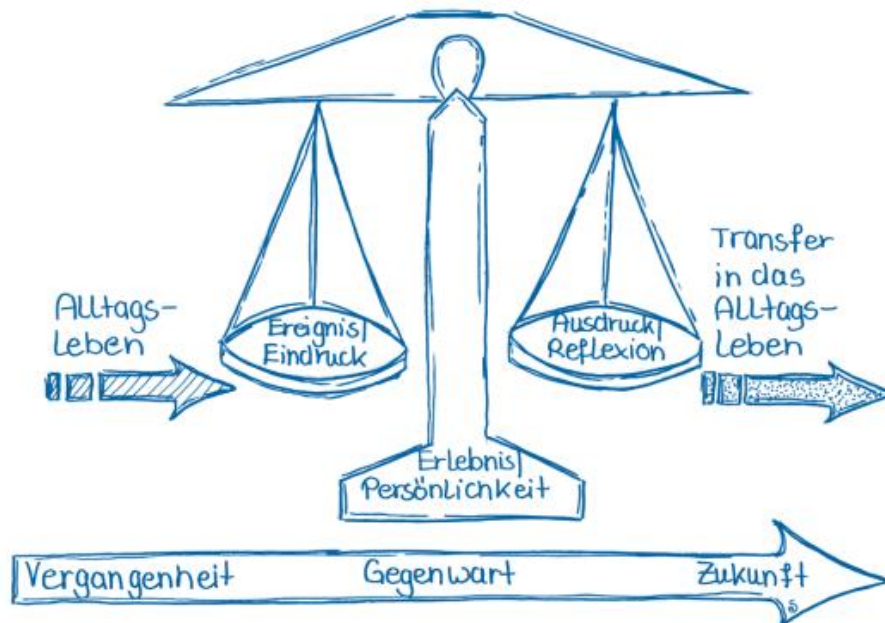 Alltags-
Leben
Ereignis/
Eindruck
Ausdruck/
Reflexion
Transfer
in das
Alltags-
Leben
Erlebnis/
Persönlichkeit
Vergangenheit Gegenwart Zukunft